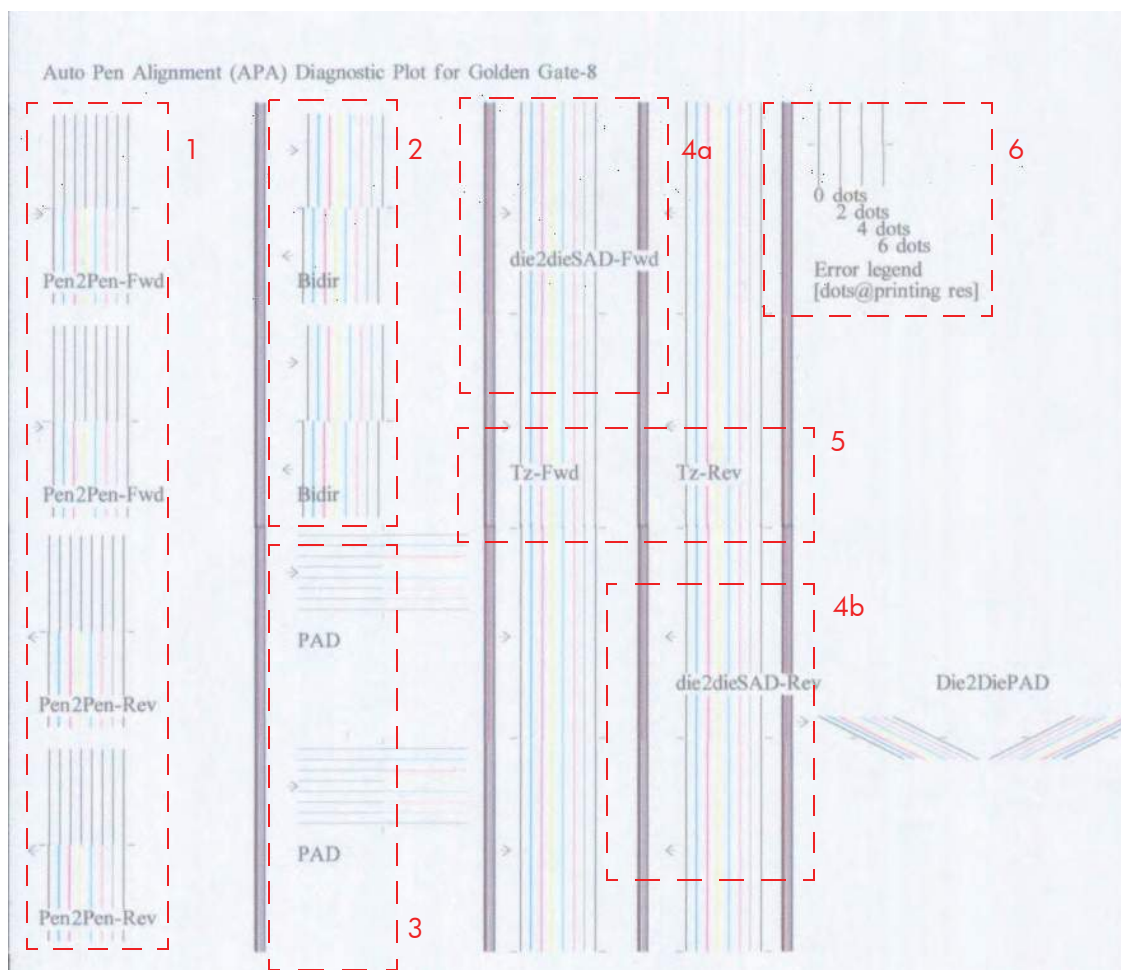 Auto Pen Alignment (APA) Diagnostic Plot for Golden Gate-8
1
2
4a
6
0 dots
2 dots
4 dots
6 dots
Error legend
[dots@printing res]
Pen2Pen-Fwd
Bidir
die2dieSAD-Fwd
5
Pen2Pen-Fwd
Bidir
Tz-Fwd
Tz-Rev
4b
PAD
Pen2Pen-Rev
die2dieSAD-Rev
Die2DiePAD
PAD
3
Pen2Pen-Rev